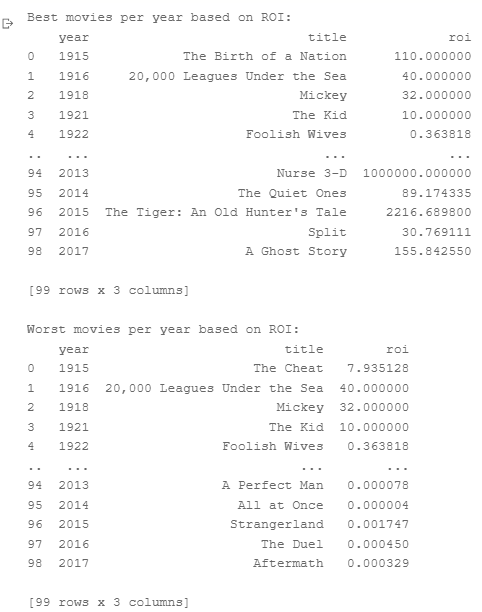 Best movies per year based on ROI:
year title roi
0 1915 The Birth of a Nation 110.000000
1 1916 20,000 Leagues Under the Sea 40.000000
2 1918 Mickey 32.000000
3 1921 The Kid 10.000000
4 1922 Foolish Wives 0.363818
.. ... ... ...
94 2013 Nurse 3-D 1000000.000000
95 2014 The Quiet Ones 89.174335
96 2015 The Tiger: An Old Hunter's Tale 2216.689800
97 2016 Split 30.769111
98 2017 A Ghost Story 155.842550
[99 rows x 3 columns]
Worst movies per year based on ROI:
year title roi
0 1915 The Cheat 7.935128
1 1916 20,000 Leagues Under the Sea 40.000000
2 1918 Mickey 32.000000
3 1921 The Kid 10.000000
4 1922 Foolish Wives 0.363818
.. ... ... ...
94 2013 A Perfect Man 0.000078
95 2014 All at Once 0.000004
96 2015 Strangerland 0.001747
97 2016 The Duel 0.000450
98 2017 Aftermath 0.000329
[99 rows x 3 columns]